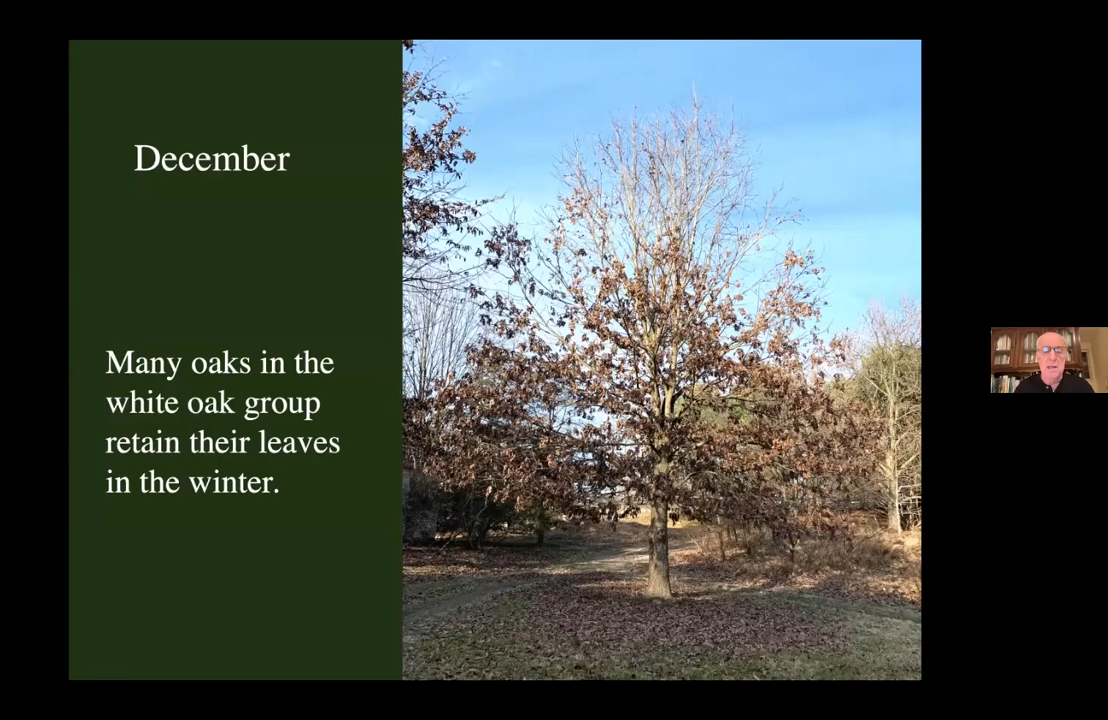 December
Many oaks in the
white oak group
retain their leaves
in the winter.